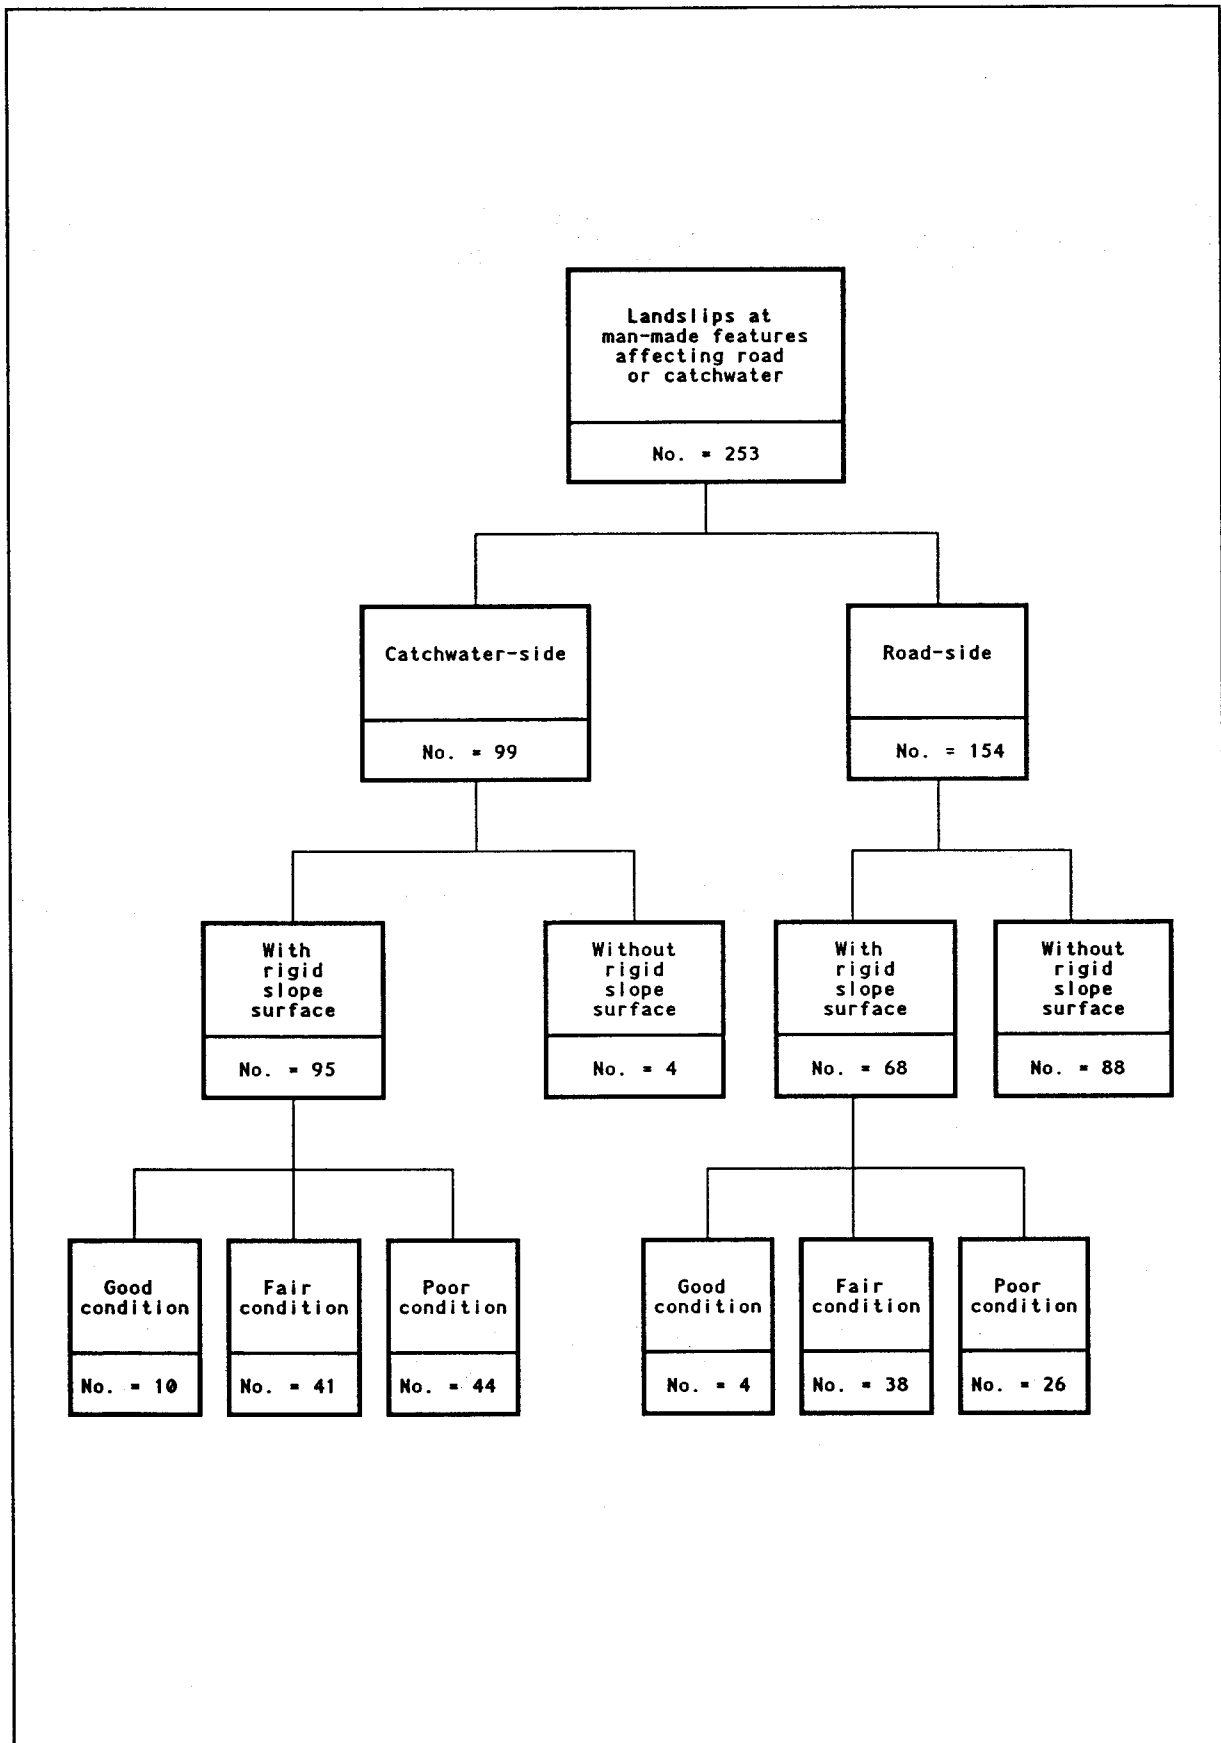 Landslips at
man-made features
affecting road
or catchwater
No. = 253
Catchwater-side
No. = 99
Road-side
No. = 154
With
rigid
slope
surface
No. = 95
Without
rigid
slope
surface
No. = 4
With
rigid
slope
surface
No. = 68
Without
rigid
slope
surface
No. = 88
Good
condition
No. = 10
Fair
condition
No. = 41
Poor
condition
No. = 44
Good
condition
No. = 4
Fair
condition
No. = 38
Poor
condition
No. = 26